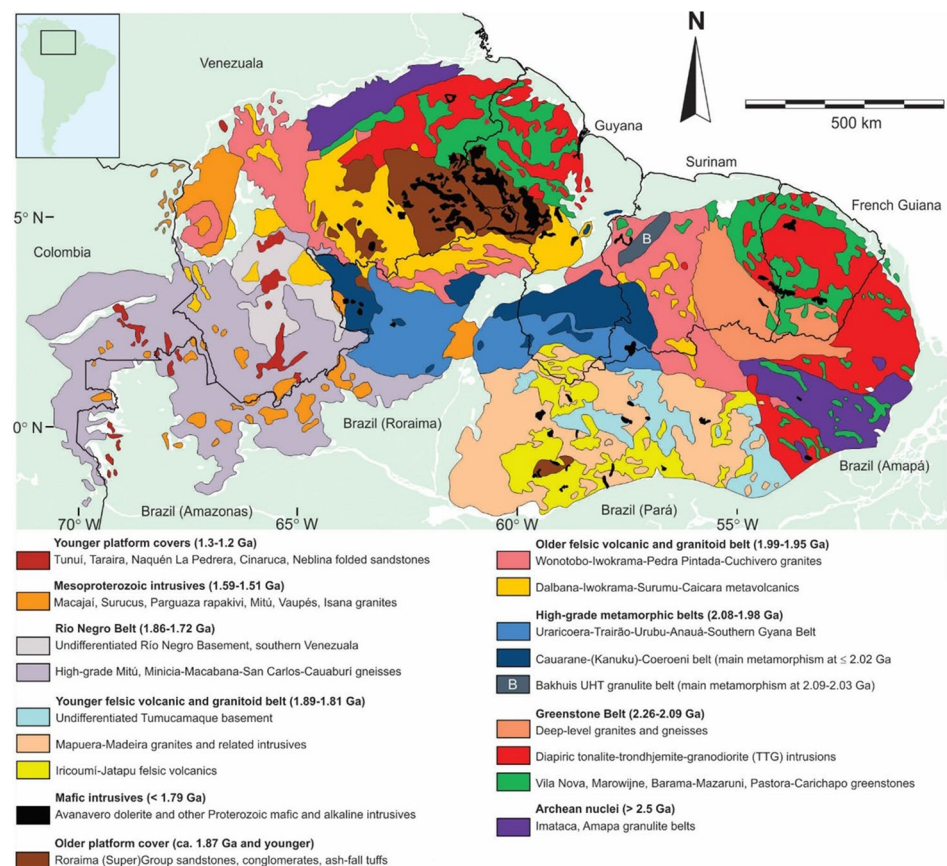 N
Venezuala
500 km
Guyana
Surinam
French Guiana
5° N
Colombia
B
0° N
Brazil (Roraima)
Brazil (Amapá)
Brazil (Amazonas)
Brazil (Pará)
70° W
65° W
60° W
55° W
Younger platform covers (1.3-1.2 Ga)
Tunuí, Taraira, Naquén La Pedrera, Cinaruca, Neblina folded sandstones
Mesoproterozoic intrusives (1.59-1.51 Ga)
Macajaí, Surucus, Parguaza rapakivi, Mitú, Vaupés, Isana granites
Río Negro Belt (1.86-1.72 Ga)
Undifferentiated Río Negro Basement, southern Venezuala
High-grade Mitú, Minicia-Macabana-San Carlos-Cauaburí gneisses
Younger felsic volcanic and granitoid belt (1.89-1.81 Ga)
Undifferentiated Tumucamaque basement
Mapuera-Madeira granites and related intrusives
Iricoumí-Jatapu felsic volcanics
Mafic intrusives (< 1.79 Ga)
Avanavero dolerite and other Proterozoic mafic and alkaline intrusives
Older platform cover (ca. 1.87 Ga and younger)
Roraima (Super)Group sandstones, conglomerates, ash-fall tuffs
Older felsic volcanic and granitoid belt (1.99-1.95 Ga)
Wonotobo-Iwokrama-Pedra Pintada-Cuchivero granites
Dalbana-Iwokrama-Surumu-Caicara metavolcanics
High-grade metamorphic belts (2.08-1.98 Ga)
Uraricoera-Trairão-Urubu-Anauá-Southern Gyana Belt
Cauarane-(Kanuku)-Coeroeni belt (main metamorphism at ≤ 2.02 Ga
B Bakhuis UHT granulite belt (main metamorphism at 2.09-2.03 Ga)
Greenstone Belt (2.26-2.09 Ga)
Deep-level granites and gneisses
Diapiric tonalite-trondhjemite-granodiorite (TTG) intrusions
Vila Nova, Marowijne, Barama-Mazaruni, Pastora-Carichapo greenstones
Archean nuclei (> 2.5 Ga)
Imataca, Amapa granulite belts